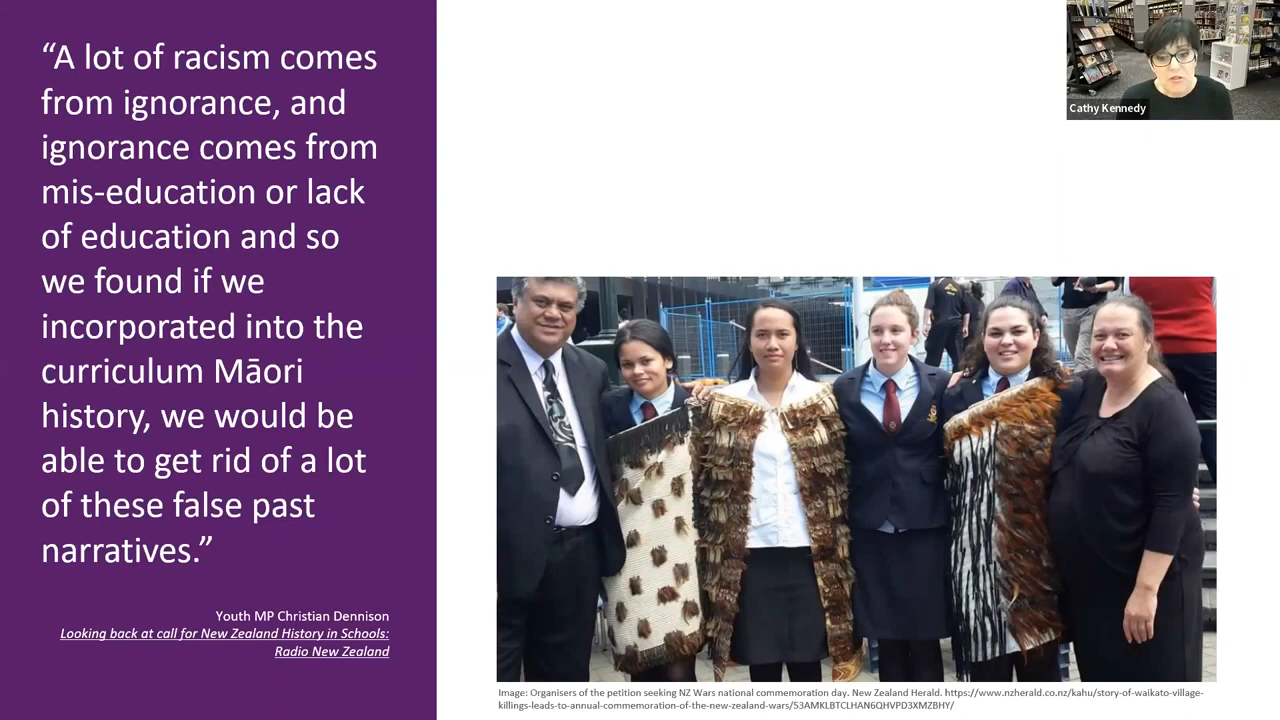 “A lot of racism comes
from ignorance, and
ignorance comes from
mis-education or lack
of education and so
we found if we
incorporated into the
curriculum Māori
history, we would be
able to get rid of a lot
of these false past
narratives.”
Youth MP Christian Dennison
Looking back at call for New Zealand History in Schools:
Radio New Zealand
Cathy Kennedy
Image: Organisers of the petition seeking NZ Wars national commemoration day. New Zealand Herald. https://www.nzherald.co.nz/kahu/story-of-waikato-village-
killings-leads-to-annual-commemoration-of-the-new-zealand-wars/53AMKLBTCLHAN6QHVPD3XMZBHY/